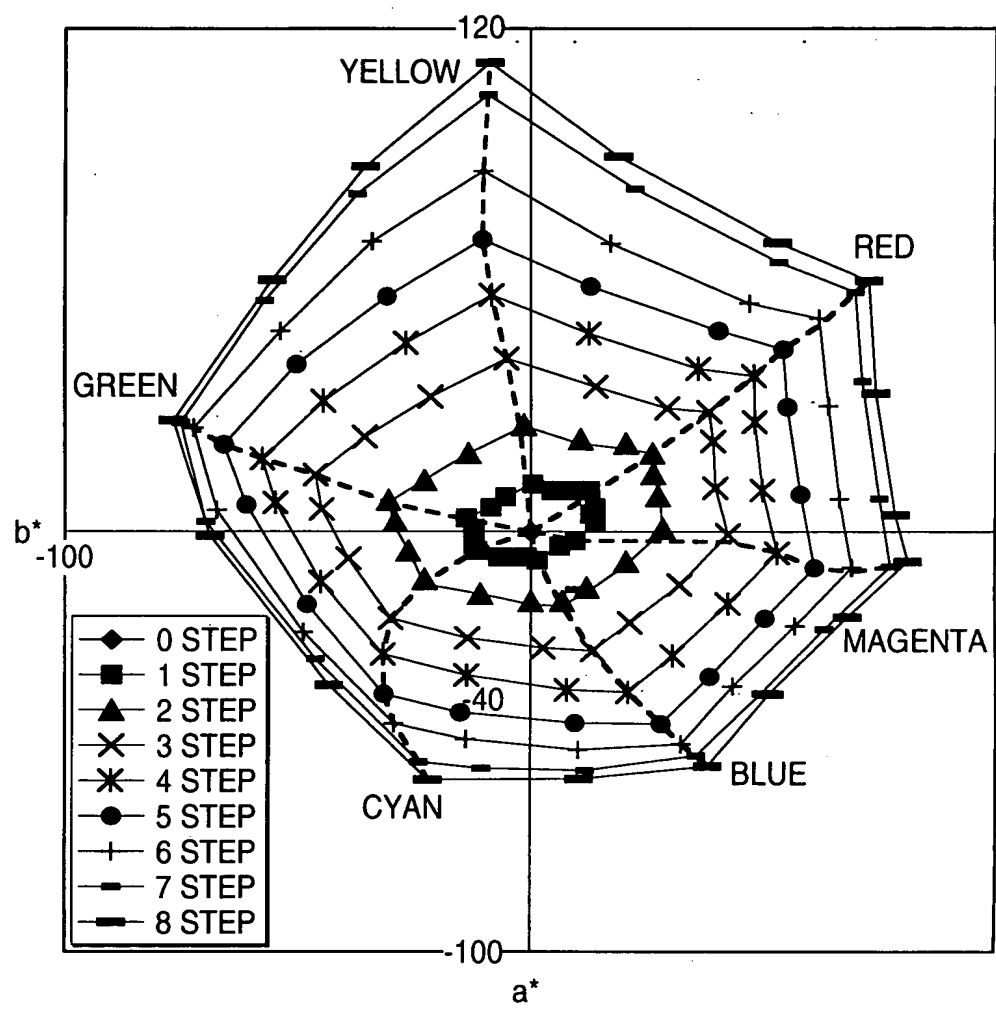 120
YELLOW
RED
GREEN
b*
-100
MAGENTA
-40
BLUE
CYAN
0 STEP
1 STEP
2 STEP
3 STEP
4 STEP
5 STEP
6 STEP
7 STEP
8 STEP
-100
a*